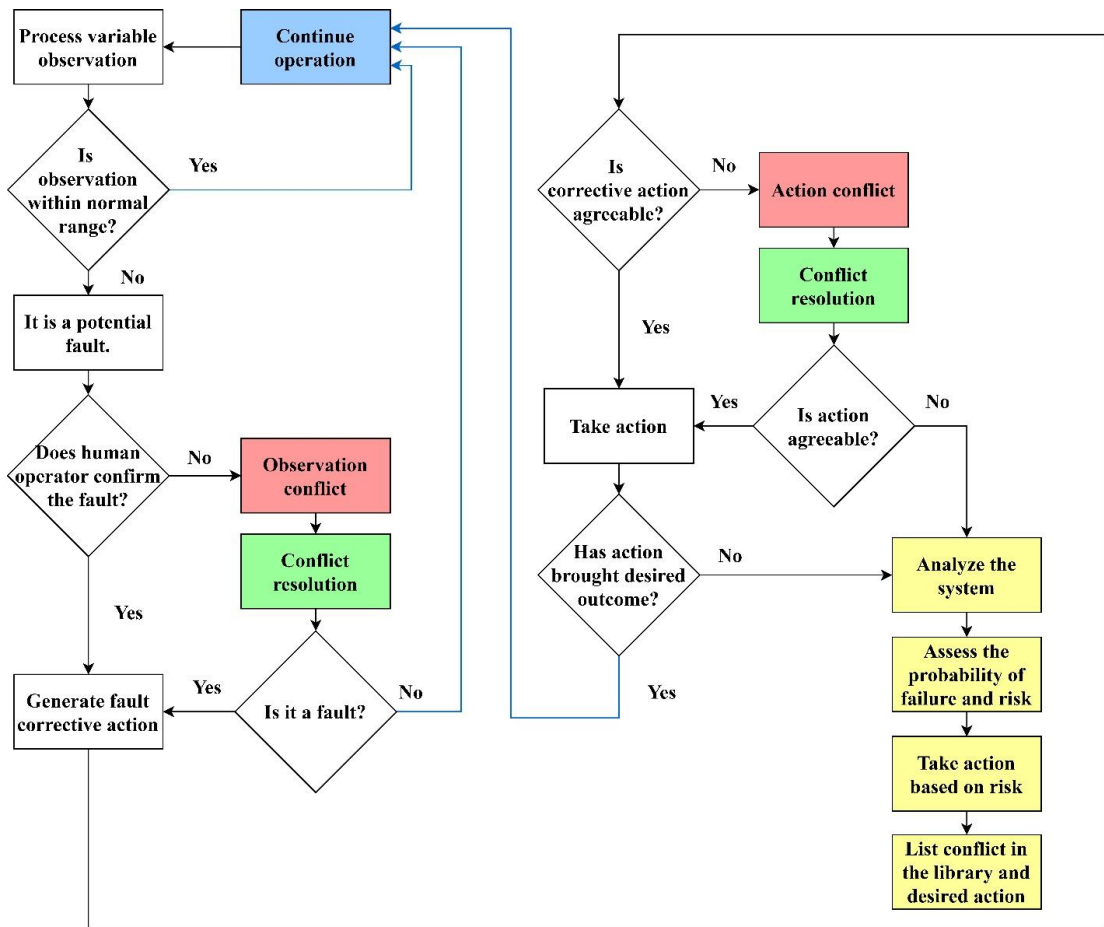 Process variable
observation
Continue
operation
Is
observation
within normal
range?
Yes
No
It is a potential
fault.
Does human
operator confirm
the fault?
No
Observation
conflict
Conflict
resolution
Yes
Generate fault
corrective action
Yes
Is it a fault?
No
Is
corrective action
agreeable?
No
Action conflict
Conflict
resolution
Yes
Take action
Yes
Is action
agreeable?
No
Has action
brought desired
outcome?
No
Yes
Analyze the
system
Assess the
probability of
failure and risk
Take action
based on risk
List conflict in
the library and
desired action